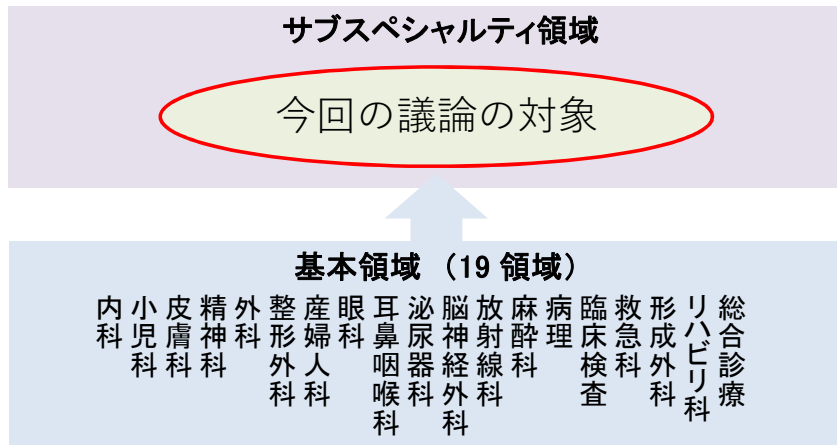 サブスペシャルティ領域
今回の議論の対象
基本領域 （19 領域）
内科
小児科
皮膚科
精神科
外科
整形外科
産婦人科
眼科
耳鼻咽喉科
泌尿器科
脳神経外科
放射線科
麻酔科
病理
臨床検査
救急科
形成外科
リハビリ科
総合診療